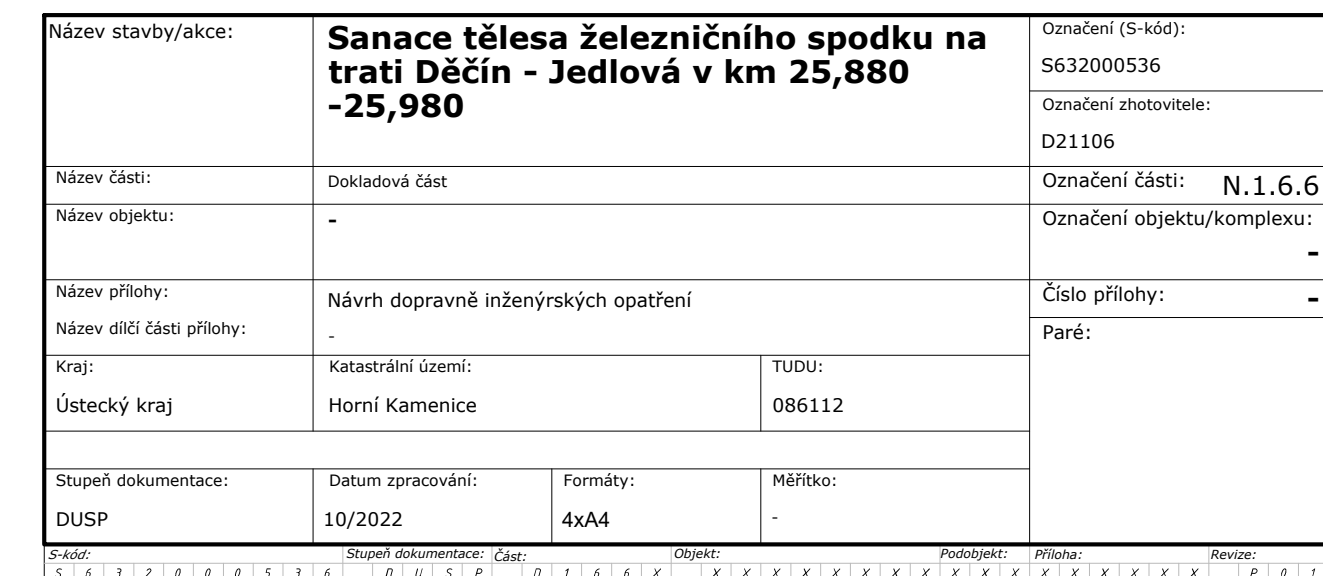 Název stavby/akce:
Sanace tělesa železničního spodku na
trati Děčín - Jedlová v km 25,880
-25,980
Označení (S-kód):
S632000536
Označení zhotovitele:
D21106
Název části:
Dokladová část
Označení části: N.1.6.6
Název objektu:
-
Označení objektu/komplexu:
-
Název přílohy:
Návrh dopravně inženýrských opatření
Číslo přílohy: -
Název dílčí části přílohy:
-
Paré:
Kraj:
Katastrální území:
TUDU:
Ústecký kraj
Horní Kamenice
086112
Stupeň dokumentace:
Datum zpracování:
Formáty:
Měřítko:
DUSP
10/2022
4xA4
-
S-kód: Stupeň dokumentace: Část: Objekt: Podobjekt: Příloha: Revize:
S 6 3 2 0 0 0 5 3 6 D U S P D 1 6 6 X X X X X X X X X X X X X X X X X X P 0 1